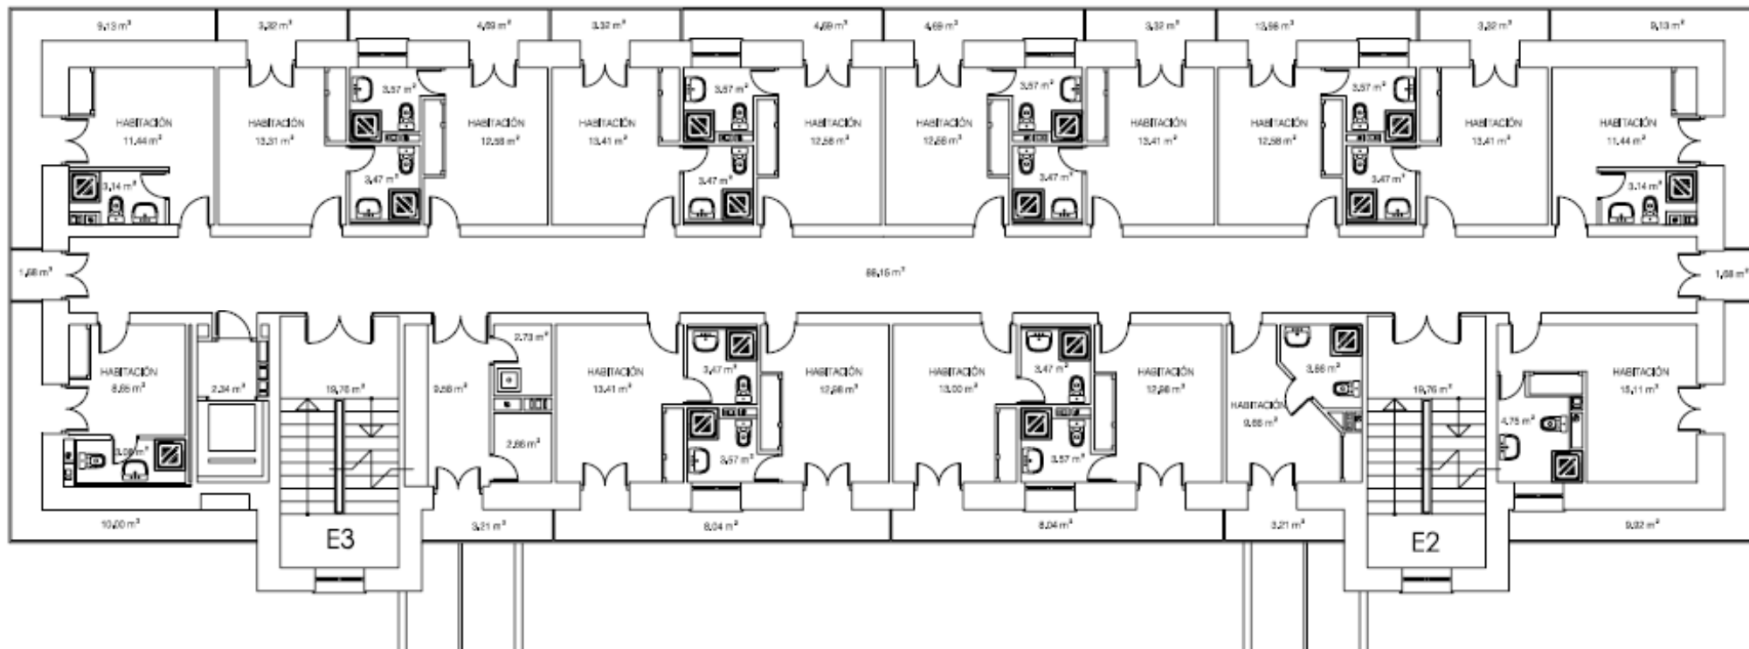 9.13 m²
3.32 m²
4.69 m²
3.32 m²
4.69 m²
4.69 m²
3.32 m²
13.98 m²
3.32 m²
9.13 m²
3.57 m²
3.57 m²
3.57 m²
3.57 m²
HABITACIÓN
11.44 m²
HABITACIÓN
13.31 m²
HABITACIÓN
12.58 m²
HABITACIÓN
13.41 m²
HABITACIÓN
12.58 m²
HABITACIÓN
12.58 m²
HABITACIÓN
13.41 m²
HABITACIÓN
12.58 m²
HABITACIÓN
13.41 m²
HABITACIÓN
11.44 m²
3.14 m²
3.47 m²
3.47 m²
3.47 m²
3.47 m²
3.14 m²
1.68 m²
88.15 m²
1.68 m²
HABITACIÓN
8.85 m²
2.34 m²
19.76 m²
9.58 m²
2.73 m²
2.86 m²
HABITACIÓN
13.41 m²
3.47 m²
3.57 m²
HABITACIÓN
12.98 m²
HABITACIÓN
13.00 m²
3.47 m²
3.57 m²
HABITACIÓN
12.98 m²
HABITACIÓN
9.88 m²
3.66 m²
19.76 m²
4.75 m²
HABITACIÓN
15.11 m²
10.00 m²
E3
3.21 m²
8.04 m²
8.04 m²
3.21 m²
E2
9.92 m²